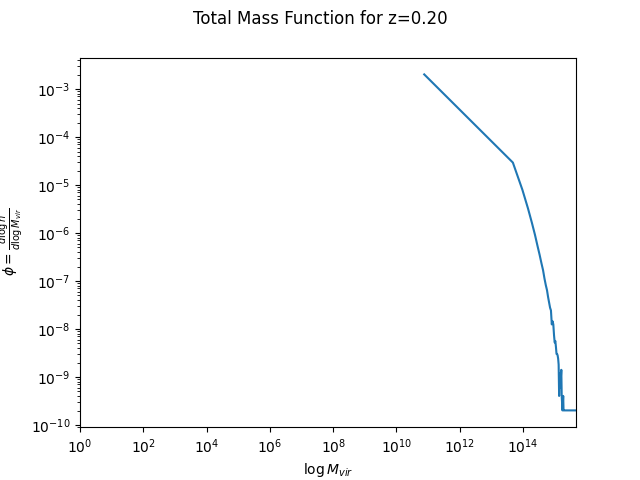 Total Mass Function for z=0.20
10⁻³
10⁻⁴
10⁻⁵
10⁻⁶
10⁻⁷
10⁻⁸
10⁻⁹
10⁻¹⁰
ϕ = dlog n / dlog M_vir
10⁰ 10² 10⁴ 10⁶ 10⁸ 10¹⁰ 10¹² 10¹⁴
log M_vir